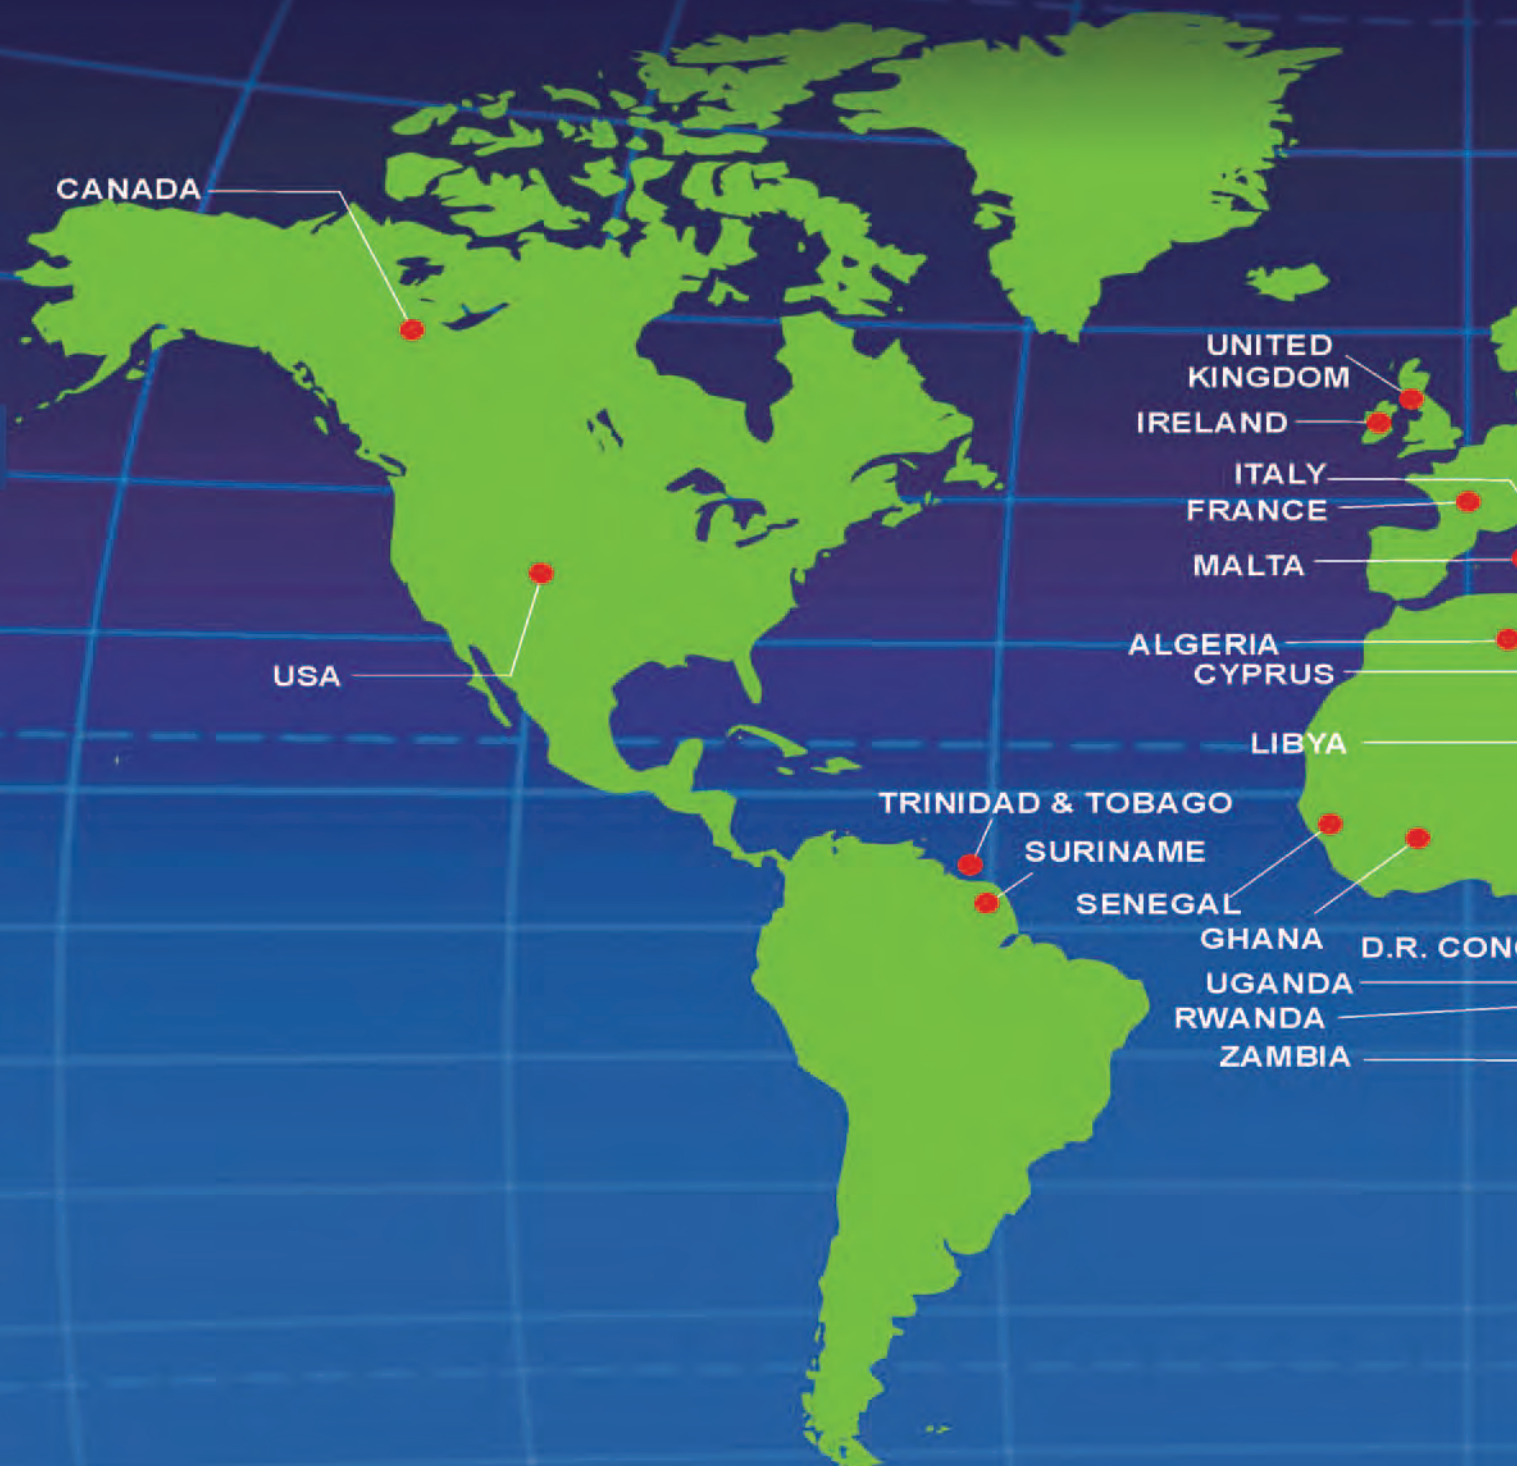 CANADA
UNITED
KINGDOM
IRELAND
ITALY
FRANCE
MALTA
ALGERIA
CYPRUS
USA
LIBYA
TRINIDAD & TOBAGO
SURINAME
SENEGAL
GHANA
D.R. CON
UGANDA
RWANDA
ZAMBIA